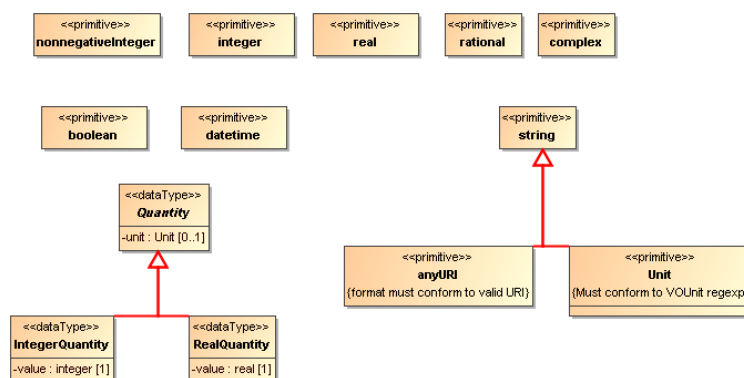 <<primitive>>
nonnegativeInteger
<<primitive>>
integer
<<primitive>>
real
<<primitive>>
rational
<<primitive>>
complex
<<primitive>>
boolean
<<primitive>>
datetime
<<primitive>>
string
<<dataType>>
Quantity
-unit : Unit [0..1]
<<primitive>>
anyURI
{format must conform to valid URI}
<<primitive>>
Unit
{Must conform to VOUnit regexp
<<dataType>>
IntegerQuantity
-value : integer [1]
<<dataType>>
RealQuantity
-value : real [1]